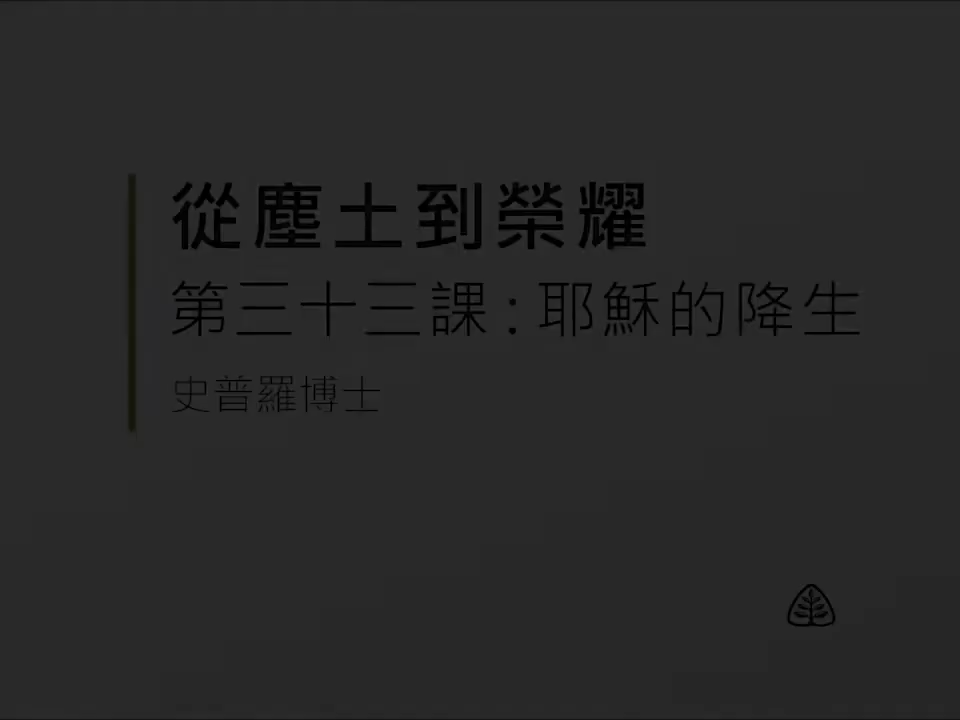 從塵土到榮耀
第三十三課：耶穌的降生
史普羅博士